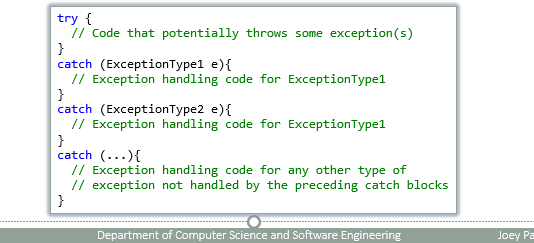 try {
// Code that potentially throws some exception(s)
}
catch (ExceptionType1 e){
// Exception handling code for ExceptionType1
}
catch (ExceptionType2 e){
// Exception handling code for ExceptionType1
}
catch (...){
// Exception handling code for any other type of
// exception not handled by the preceding catch blocks
}
Department of Computer Science and Software Engineering
Joey Pa